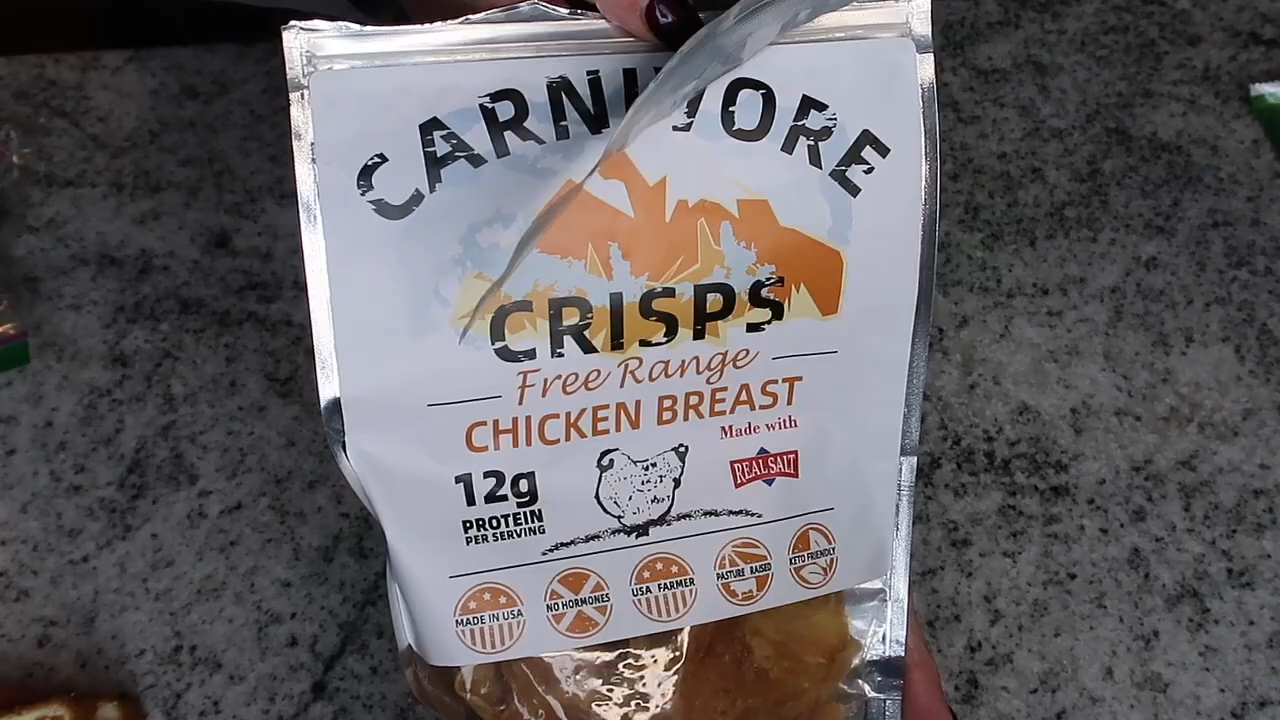 CARNIVORE
CRISPS
Free Range
CHICKEN BREAST
Made with
REAL SALT
12g
PROTEIN
PER SERVING
MADE IN USA
NO HORMONES
USA FARMER
PASTURE RAISED
KETO FRIENDLY